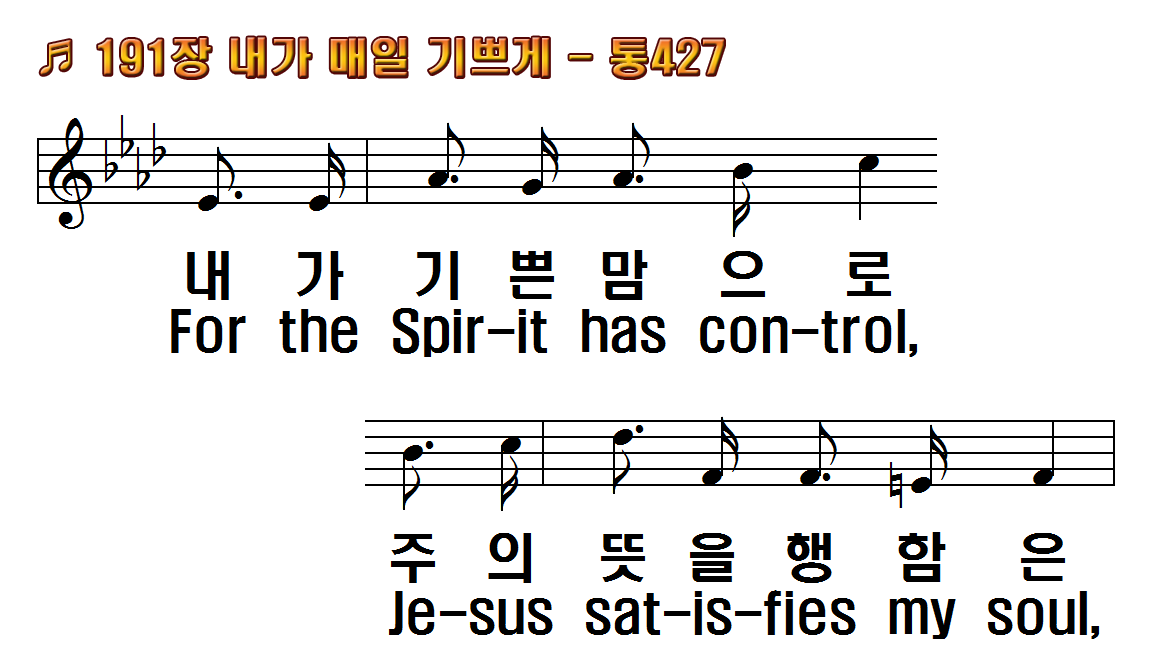 191장 내가 매일 기쁘게 - 통427
내 가 기 쁜 맘 으 로
For the Spir-it has con-trol,
주 의 뜻 을 행 함 은
Je-sus sat-is-fies my soul,